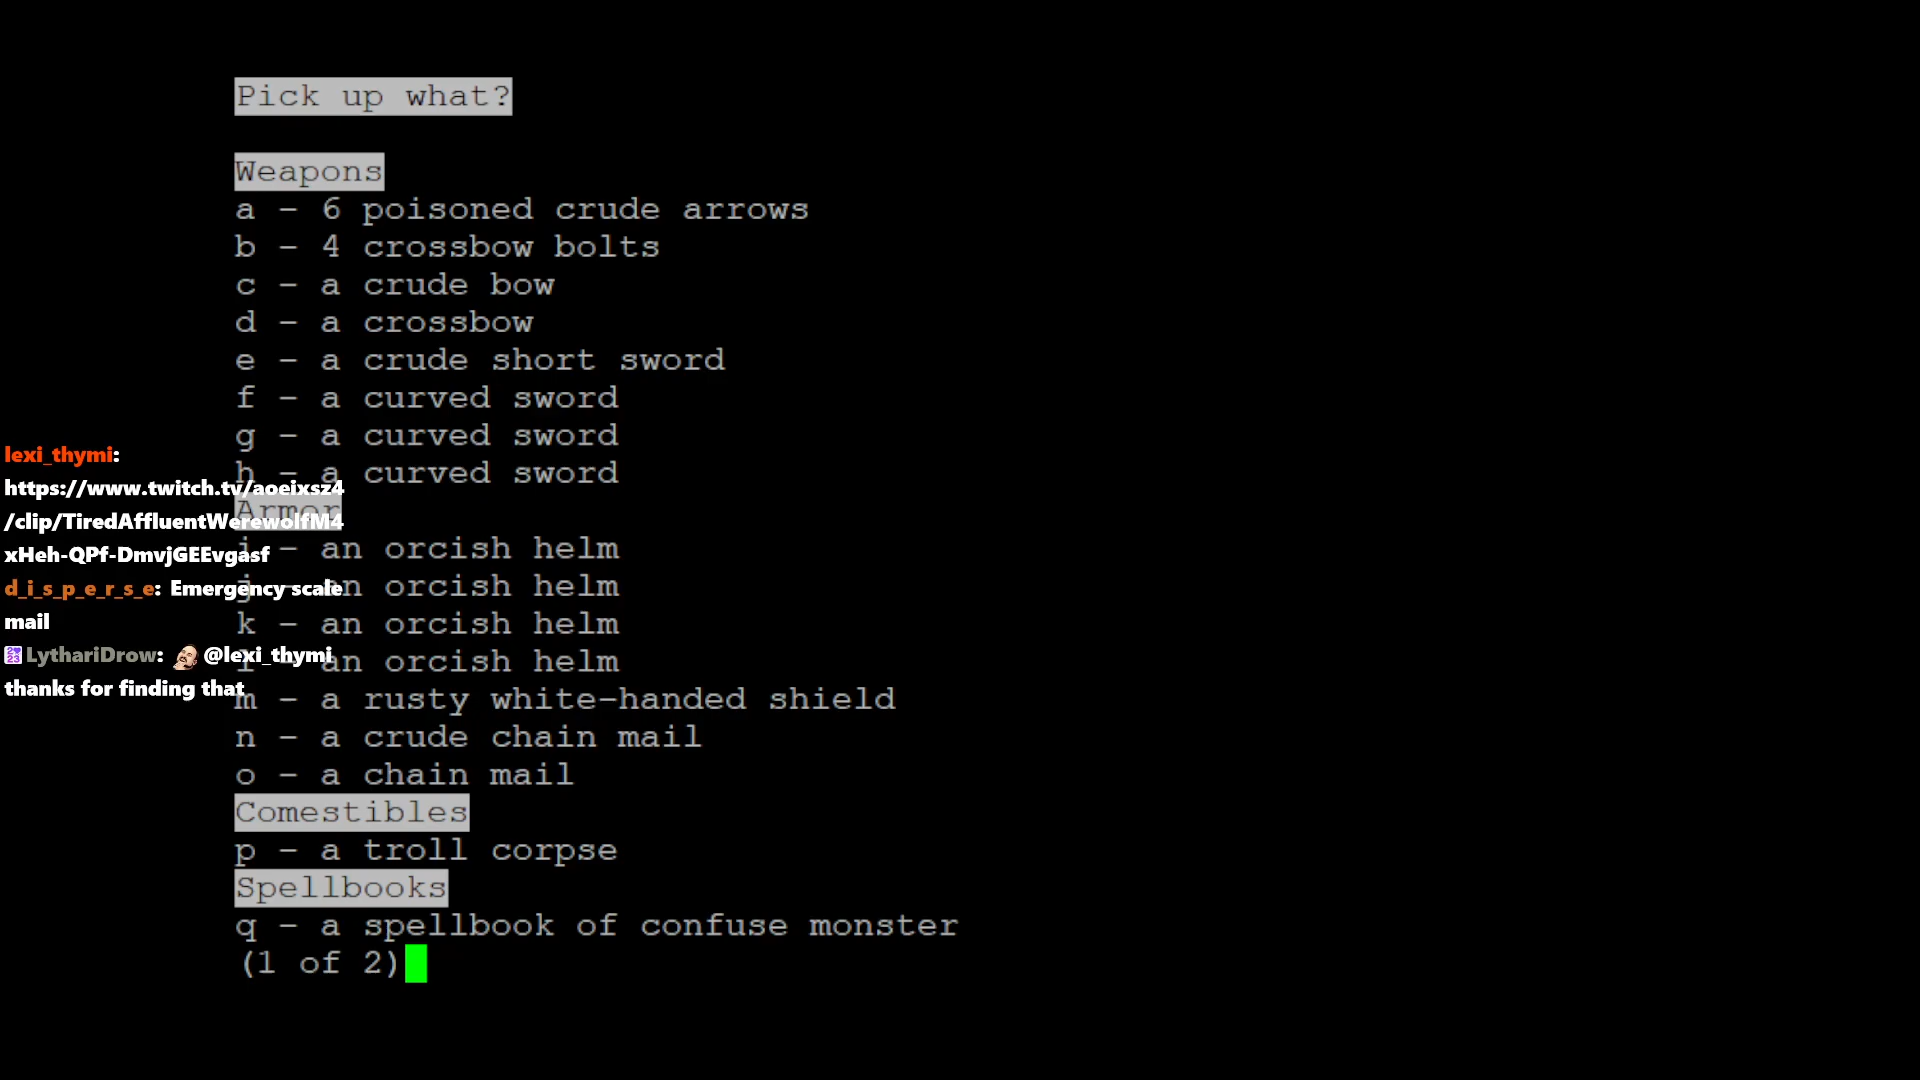 Pick up what?
Weapons
a - 6 poisoned crude arrows
b - 4 crossbow bolts
c - a crude bow
d - a crossbow
e - a crude short sword
f - a curved sword
g - a curved sword
h - a curved sword
Armor
i - an orcish helm
j - an orcish helm
k - an orcish helm
l - an orcish helm
m - a rusty white-handed shield
n - a crude chain mail
o - a chain mail
Comestibles
p - a troll corpse
Spellbooks
q - a spellbook of confuse monster
(1 of 2)
lexi_thymi:
https://www.twitch.tv/aoeixsz4
/clip/TiredAffluentWerewolfM4
xHeh-QPf-DmvjGEEvgasf
d_i_s_p_e_r_s_e: Emergency scale
mail
LythariDrow: @lexi_thymi
thanks for finding that